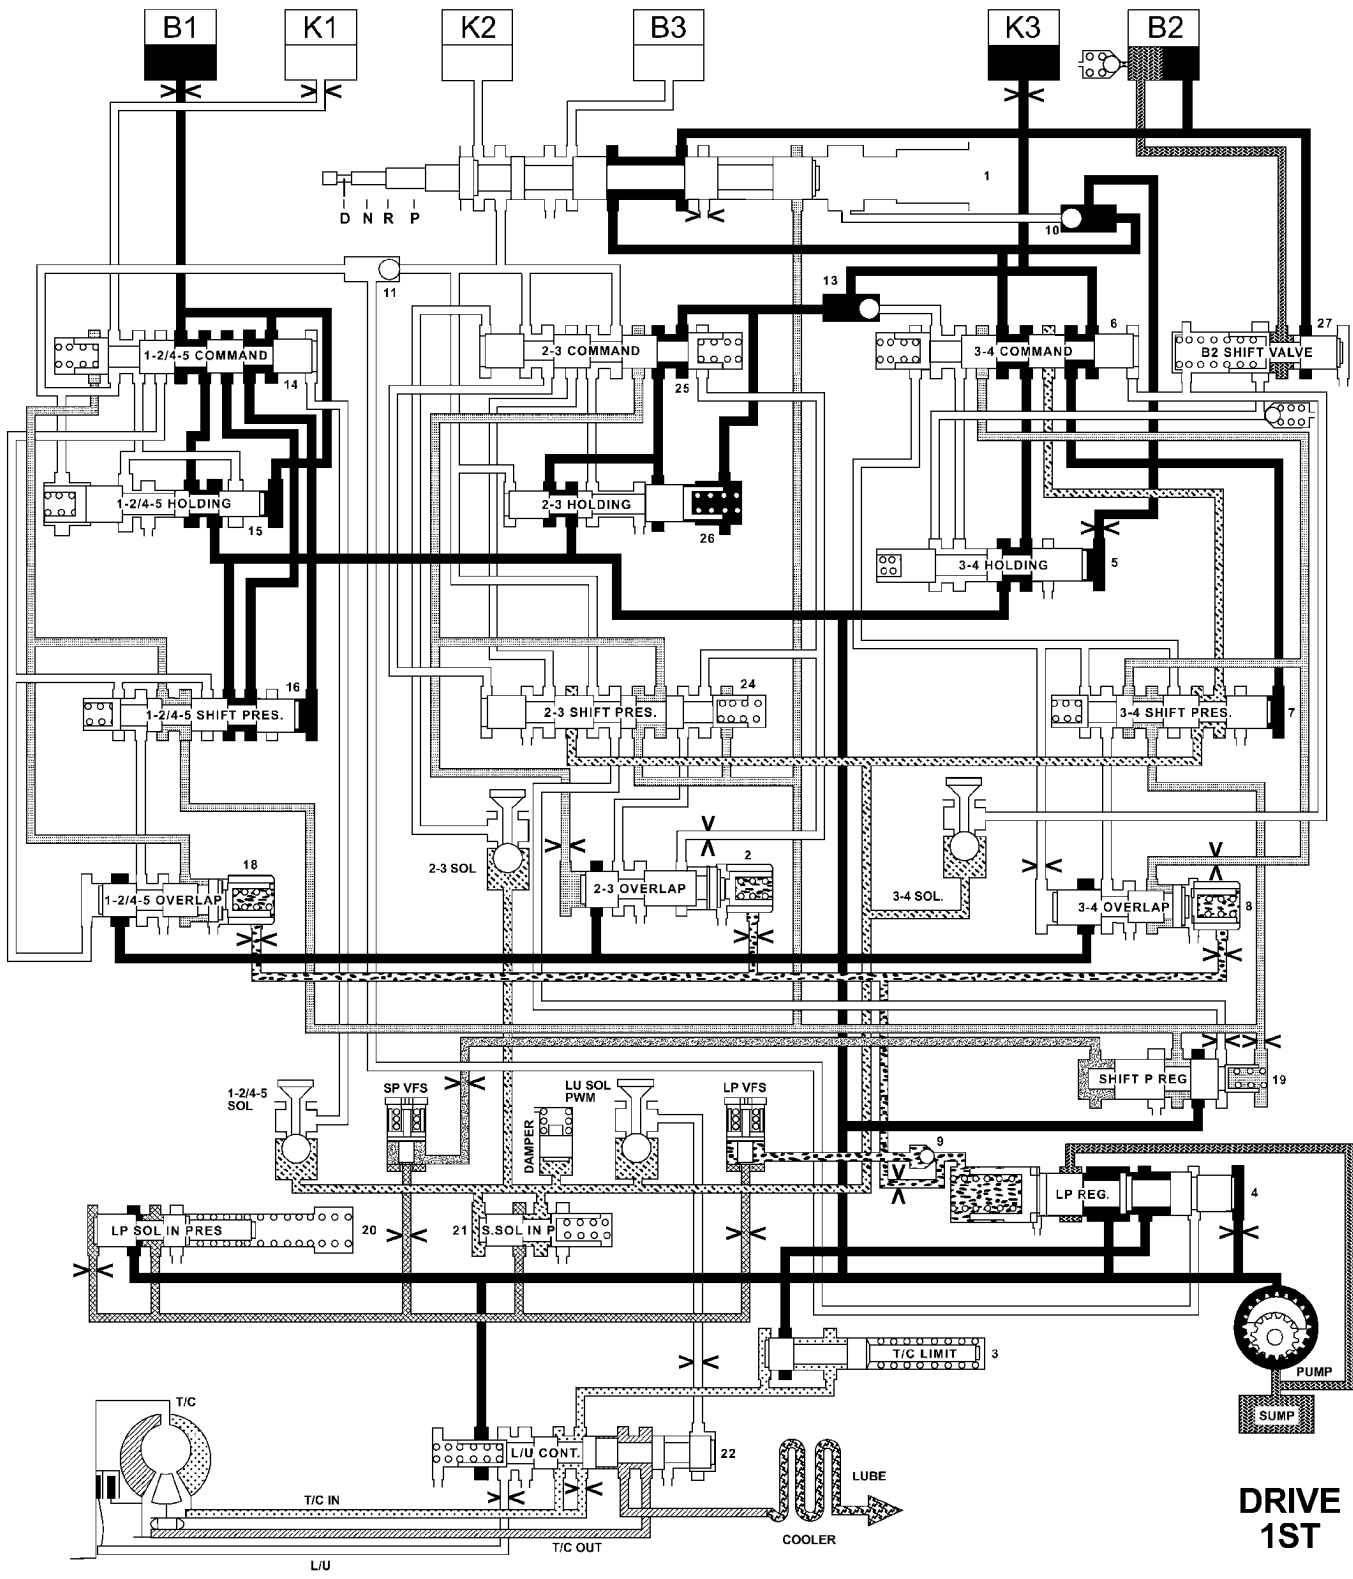 B1
K1
K2
B3
K3
B2
1
D N R P
10
11
13
6
27
1-2/4-5 COMMAND
2-3 COMMAND
3-4 COMMAND
B2 SHIFT VALVE
14
25
1-2/4-5 HOLDING
2-3 HOLDING
15
26
3-4 HOLDING
5
16
24
1-2/4-5 SHIFT PRES.
2-3 SHIFT PRES.
3-4 SHIFT PRES.
7
18
2-3 SOL
2
3-4 SOL.
1-2/4-5 OVERLAP
2-3 OVERLAP
3-4 OVERLAP
8
SHIFT P REG
19
1-2/4-5
SOL
SP VFS
LU SOL
PWM
LP VFS
DAMPER
9
LP REG.
4
LP SOL IN PRES
20
21
S.SOL IN P
T/C LIMIT
3
PUMP
SUMP
T/C
L/U CONT.
22
LUBE
T/C IN
COOLER
T/C OUT
L/U
DRIVE
1ST